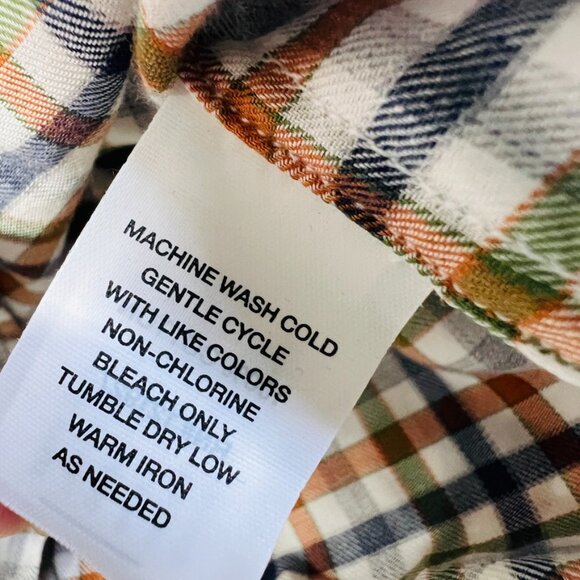 MACHINE WASH COLD
GENTLE CYCLE
WITH LIKE COLORS
NON-CHLORINE
BLEACH ONLY
TUMBLE DRY LOW
WARM IRON
AS NEEDED